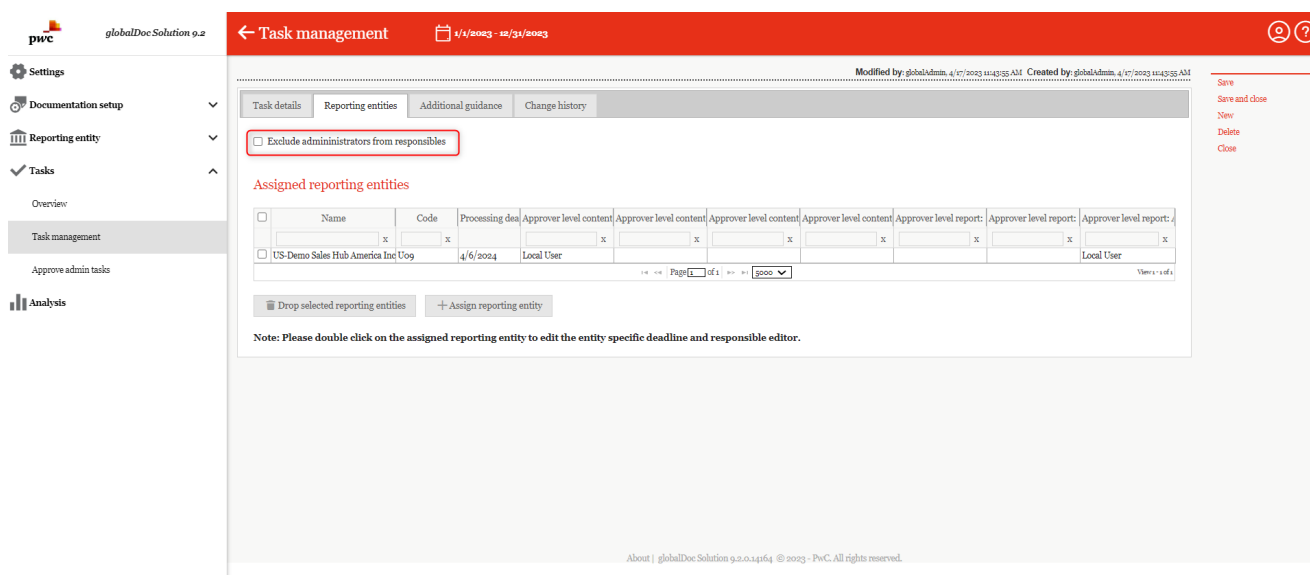 pwc
globalDoc Solution 9.2
Task management
1/1/2023 - 12/31/2023
?
Settings
Documentation setup
Reporting entity
Tasks
Overview
Task management
Approve admin tasks
Analysis
Modified by: globalAdmin, 4/17/2023 11:43:55 AM Created by: globalAdmin, 4/17/2023 11:43:55 AM
Task details Reporting entities Additional guidance Change history
Exclude admininistrators from responsibles
Assigned reporting entities
Name Code Processing dea Approver level content Approver level content Approver level content Approver level content Approver level report: Approver level report: Approver level report: A
x x x x x x x x x
US-Demo Sales Hub America Inc U09 4/6/2024 Local User Local User
Page 1 of 1 5000 View 1 - 1 of 1
Drop selected reporting entities + Assign reporting entity
Note: Please double click on the assigned reporting entity to edit the entity specific deadline and responsible editor.
Save
Save and close
New
Delete
Close
About | globalDoc Solution 9.2.0.14164 © 2023 - PwC. All rights reserved.